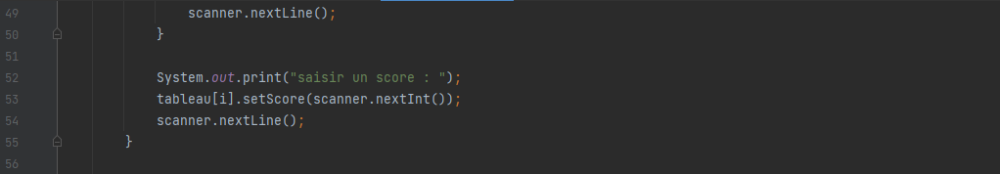 49 scanner.nextLine();
50 }
51
52 System.out.print("saisir un score : ");
53 tableau[i].setScore(scanner.nextInt());
54 scanner.nextLine();
55 }
56